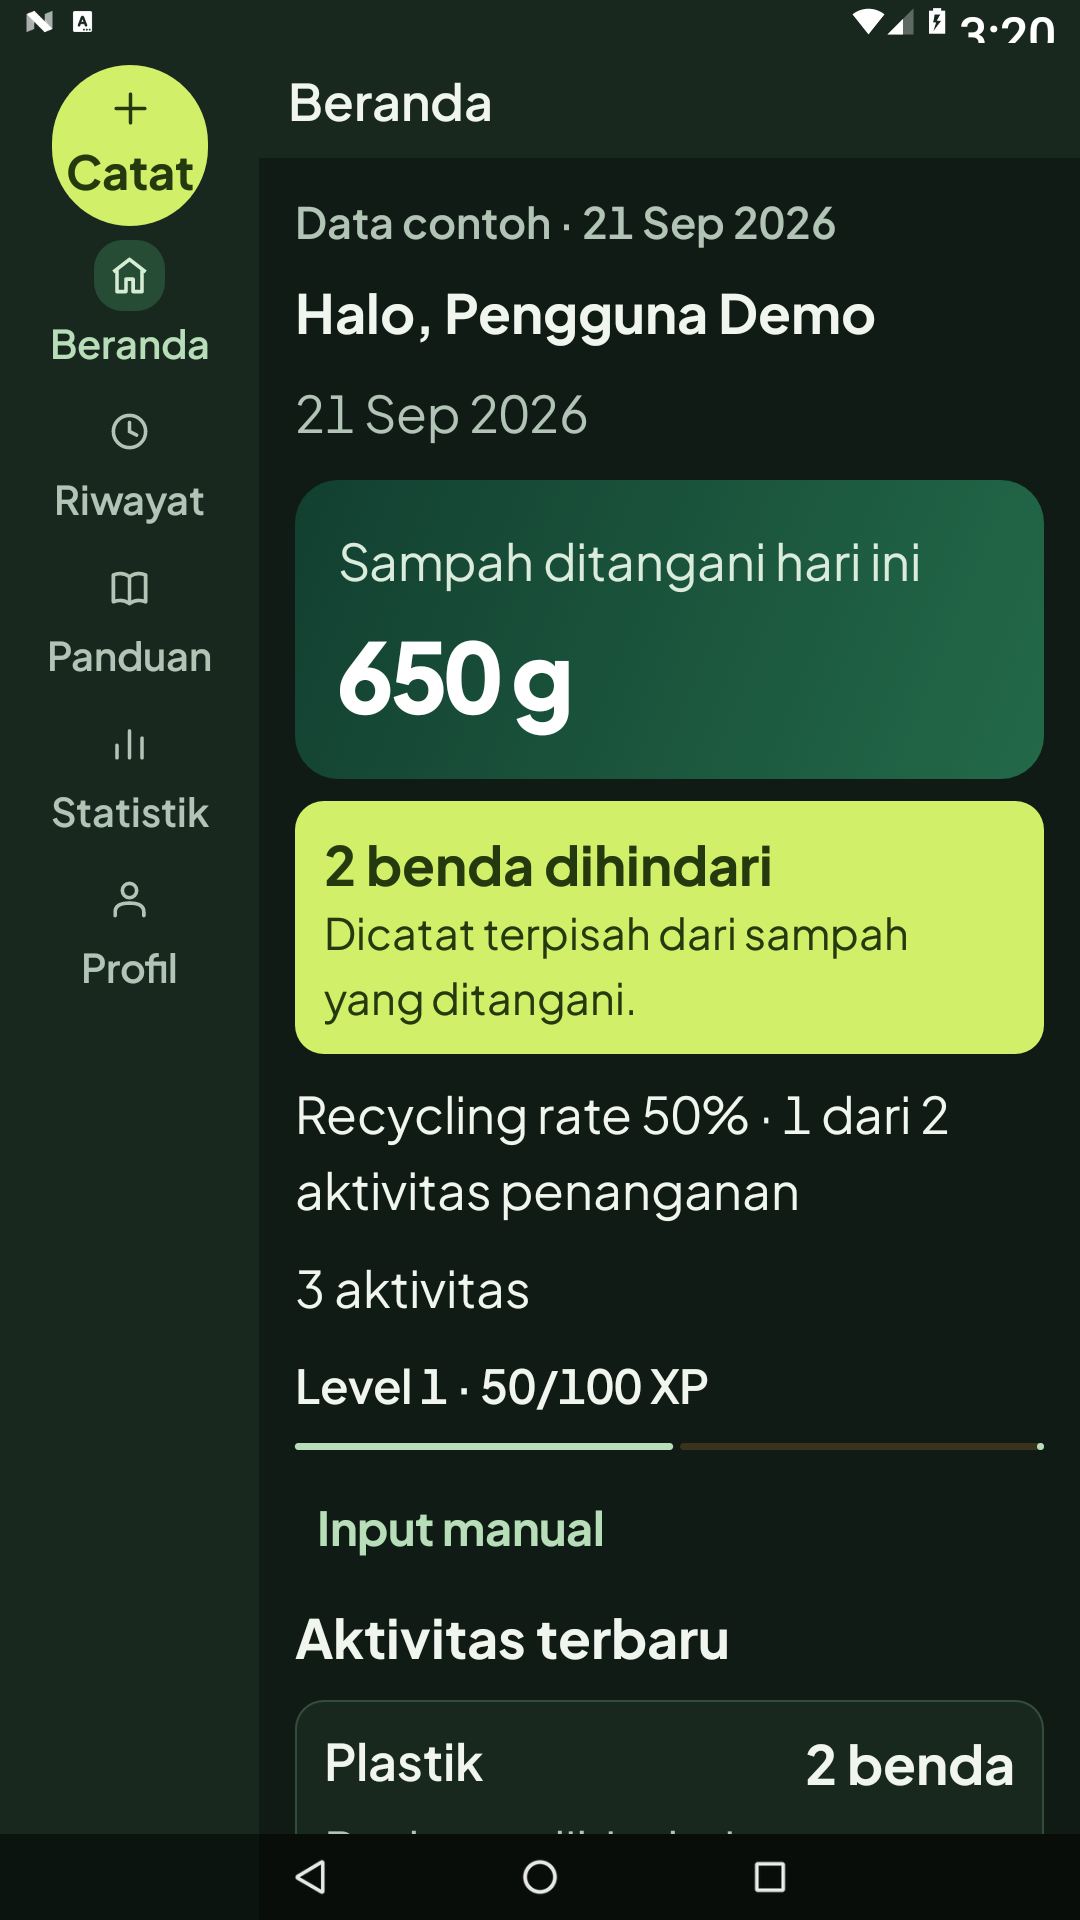 3:20
Catat
Beranda
Riwayat
Panduan
Statistik
Profil
Beranda
Data contoh · 21 Sep 2026
Halo, Pengguna Demo
21 Sep 2026
Sampah ditangani hari ini
650 g
2 benda dihindari
Dicatat terpisah dari sampah
yang ditangani.
Recycling rate 50% · 1 dari 2
aktivitas penanganan
3 aktivitas
Level 1 · 50/100 XP
Input manual
Aktivitas terbaru
Plastik
2 benda